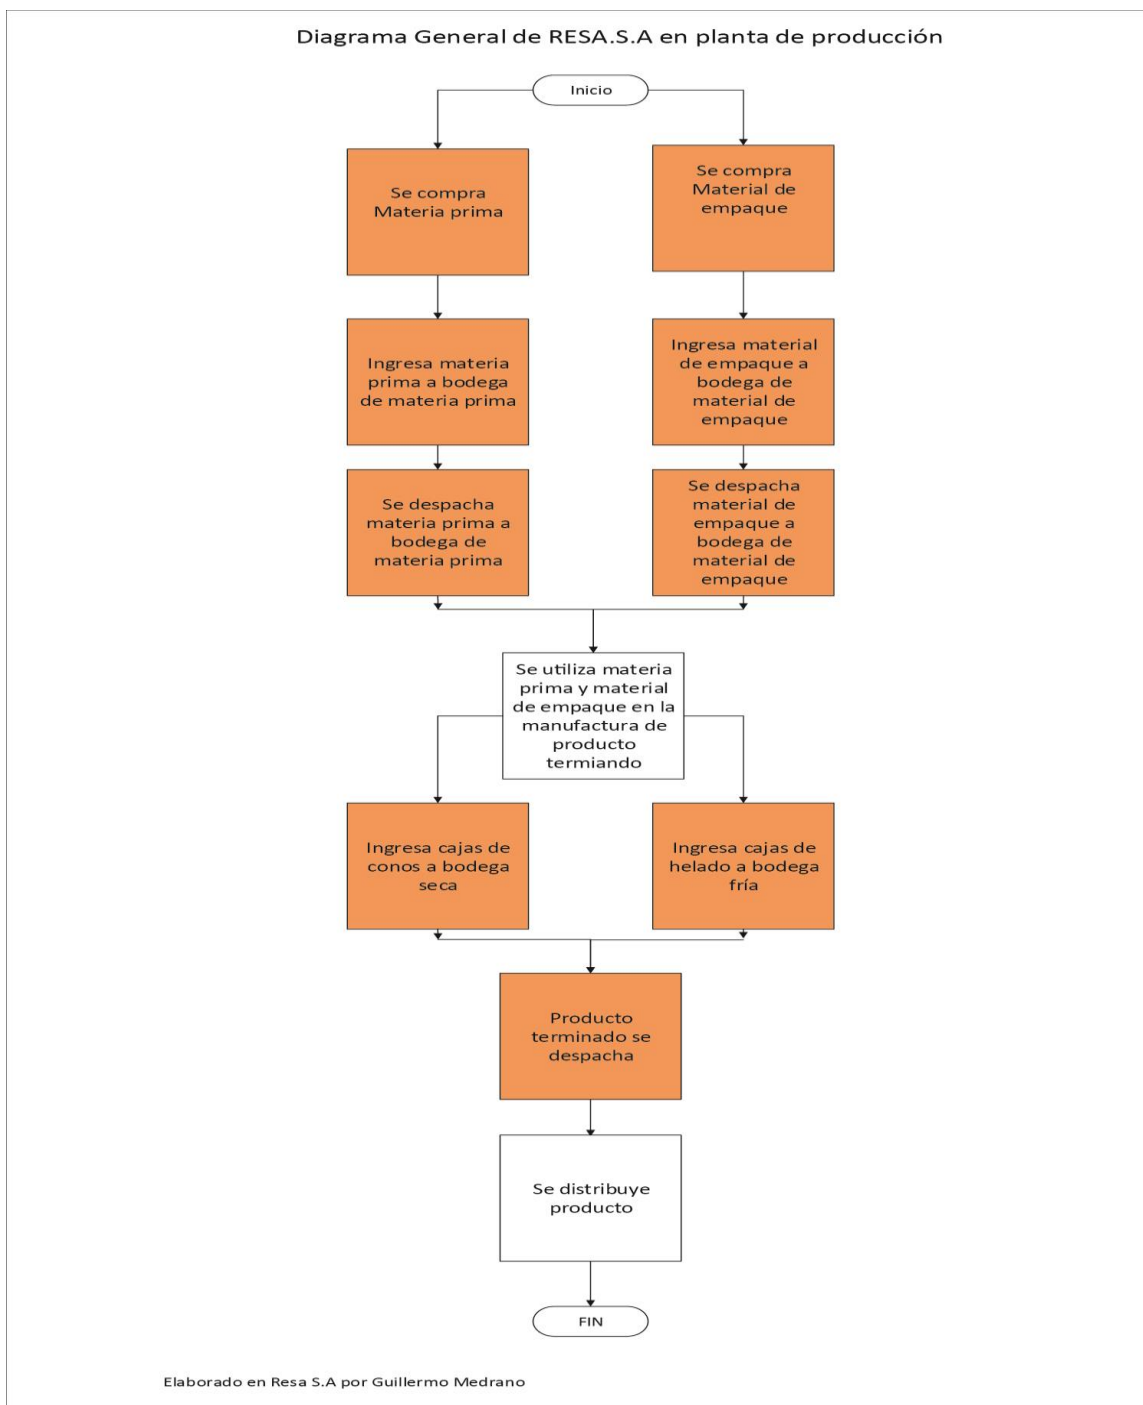 Diagrama General de RESA.S.A en planta de producción
Inicio
Se compra
Materia prima
Se compra
Material de
empaque
Ingresa materia
prima a bodega
de materia prima
Ingresa material
de empaque a
bodega de
material de
empaque
Se despacha
materia prima a
bodega de
materia prima
Se despacha
material de
empaque a
bodega de
material de
empaque
Se utiliza materia
prima y material
de empaque en la
manufactura de
producto
termiando
Ingresa cajas de
conos a bodega
seca
Ingresa cajas de
helado a bodega
fría
Producto
terminado se
despacha
Se distribuye
producto
FIN
Elaborado en Resa S.A por Guillermo Medrano